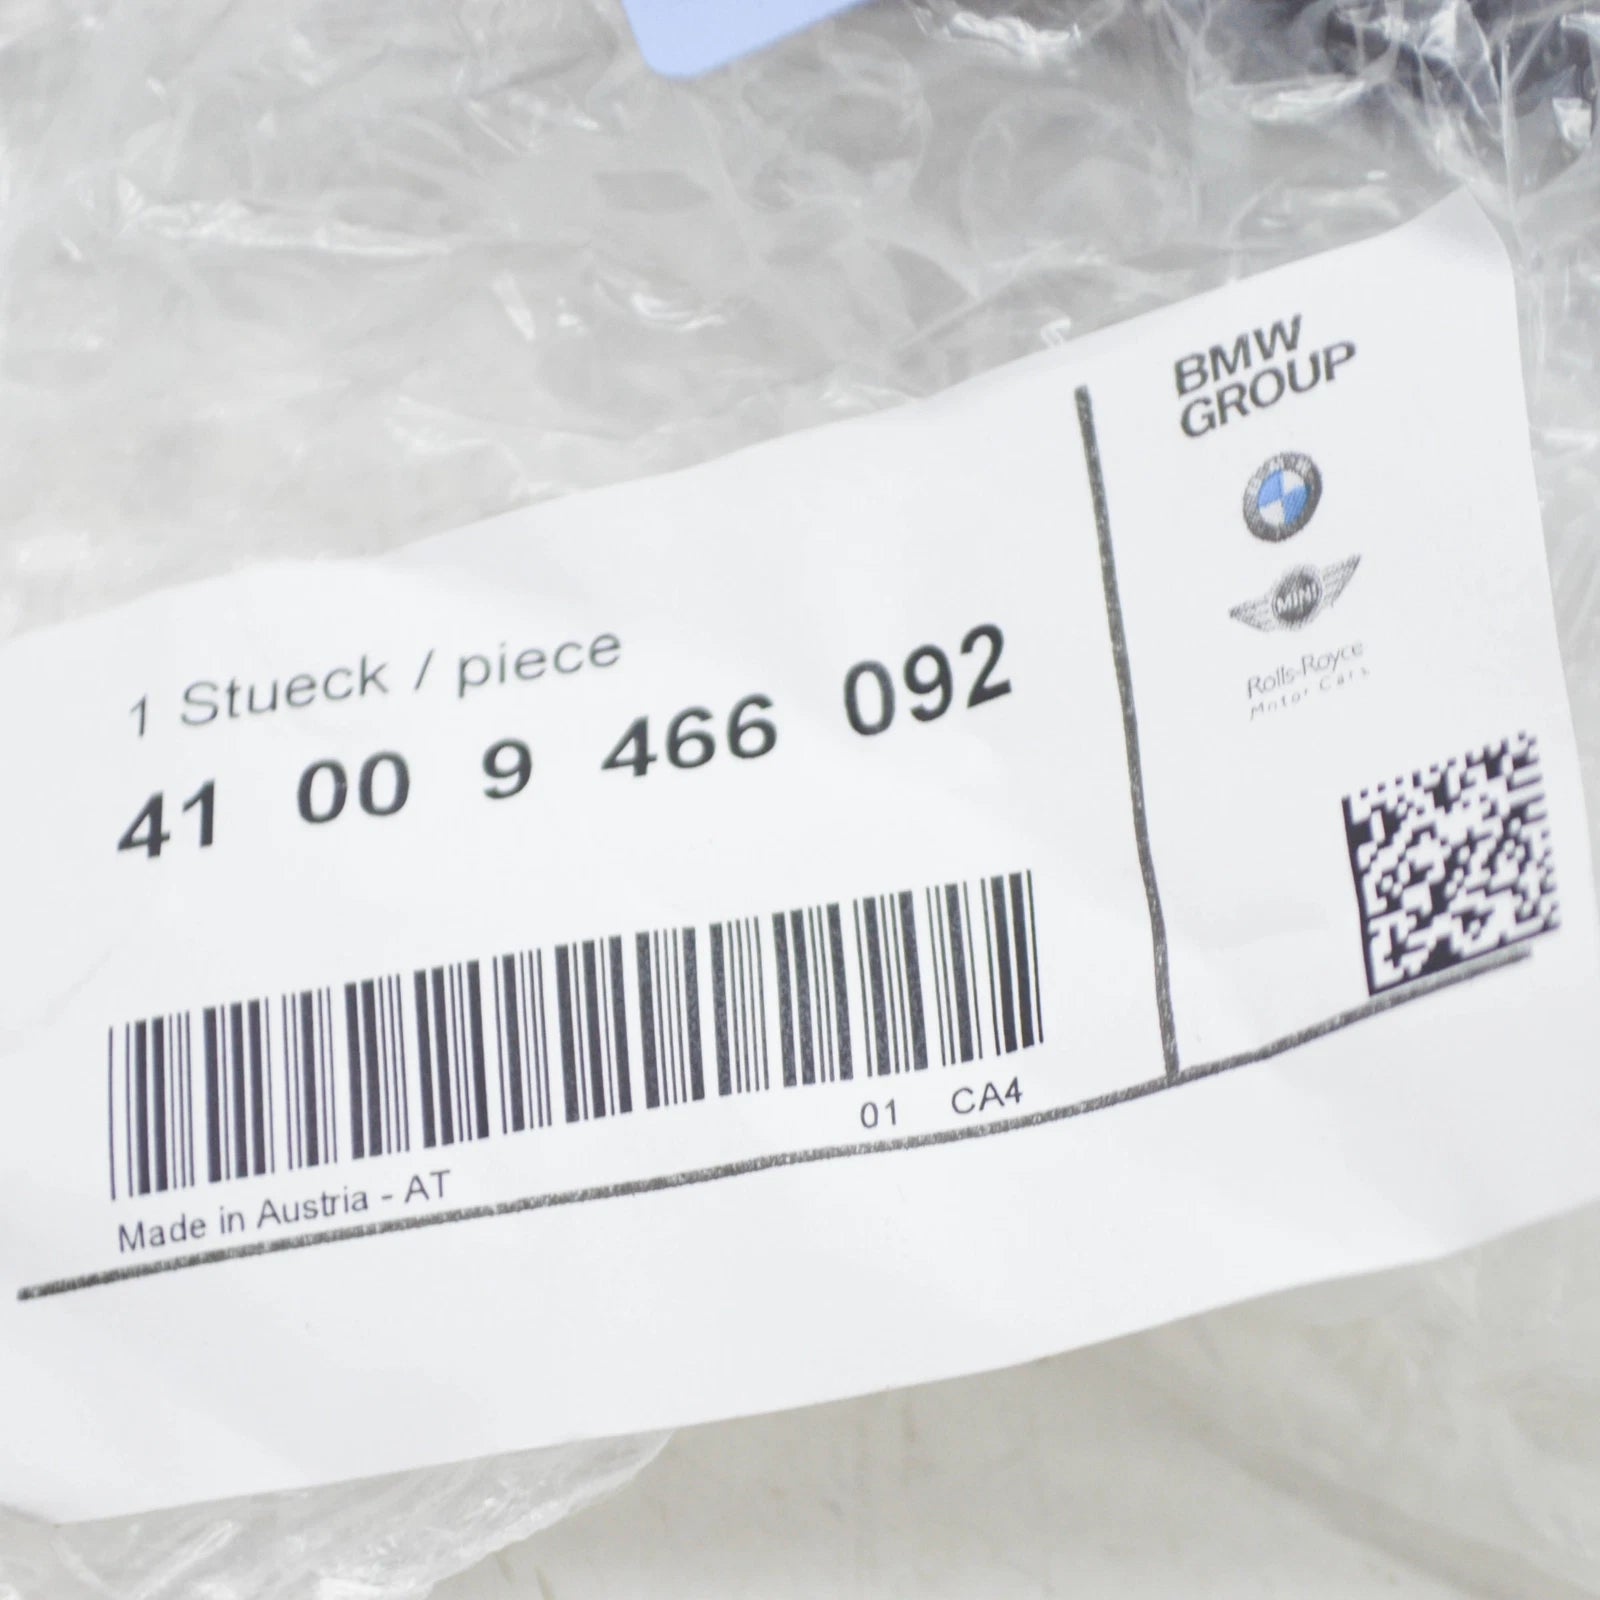 1 Stueck / piece
41 00 9 466 092
01 CA4
Made in Austria - AT
BMW
GROUP
MINI
Rolls-Royce
Motor Cars